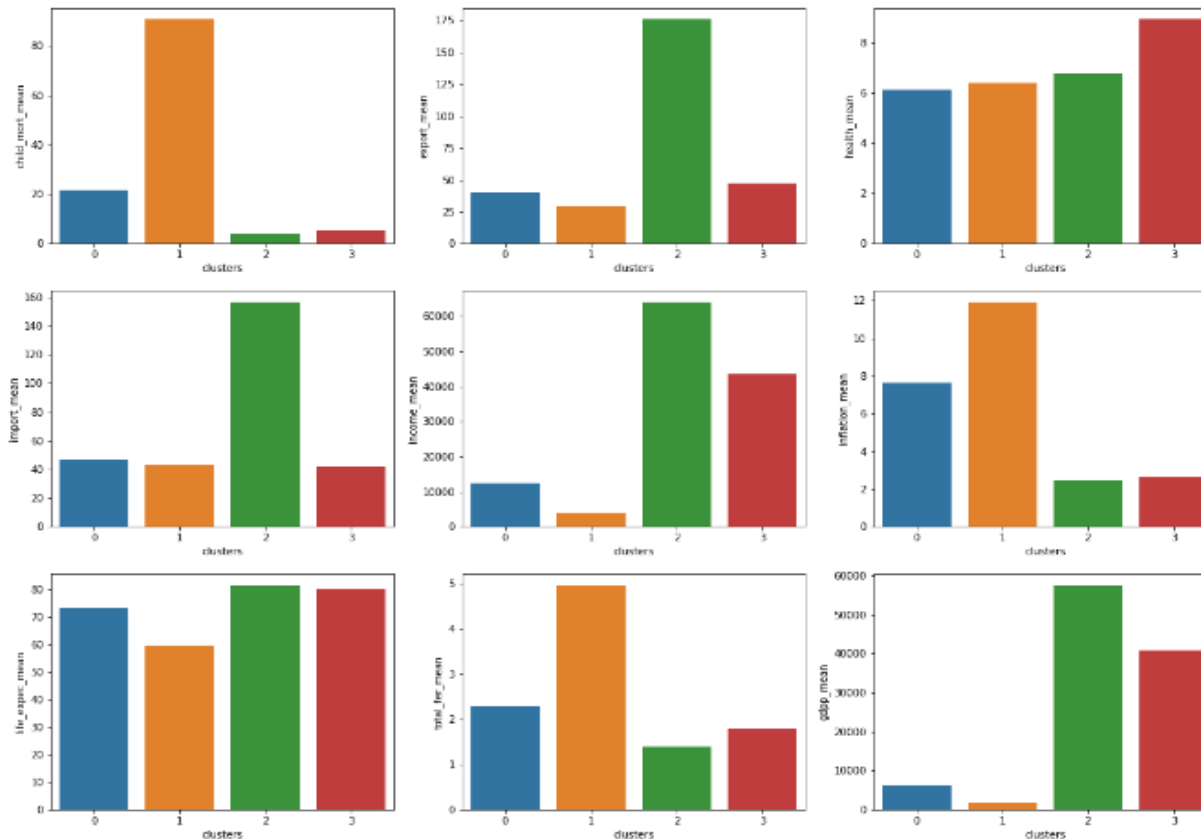 child_mort_mean
80
60
40
20
0
0 1 2 3
clusters
export_mean
175
150
125
100
75
50
25
0
0 1 2 3
clusters
health_mean
8
6
4
2
0
0 1 2 3
clusters
import_mean
160
140
120
100
80
60
40
20
0
0 1 2 3
clusters
income_mean
60000
50000
40000
30000
20000
10000
0
0 1 2 3
clusters
inflation_mean
12
10
8
6
4
2
0
0 1 2 3
clusters
life_expec_mean
80
70
60
50
40
30
20
10
0
0 1 2 3
clusters
total_fer_mean
5
4
3
2
1
0
0 1 2 3
clusters
gdpp_mean
60000
50000
40000
30000
20000
10000
0
0 1 2 3
clusters